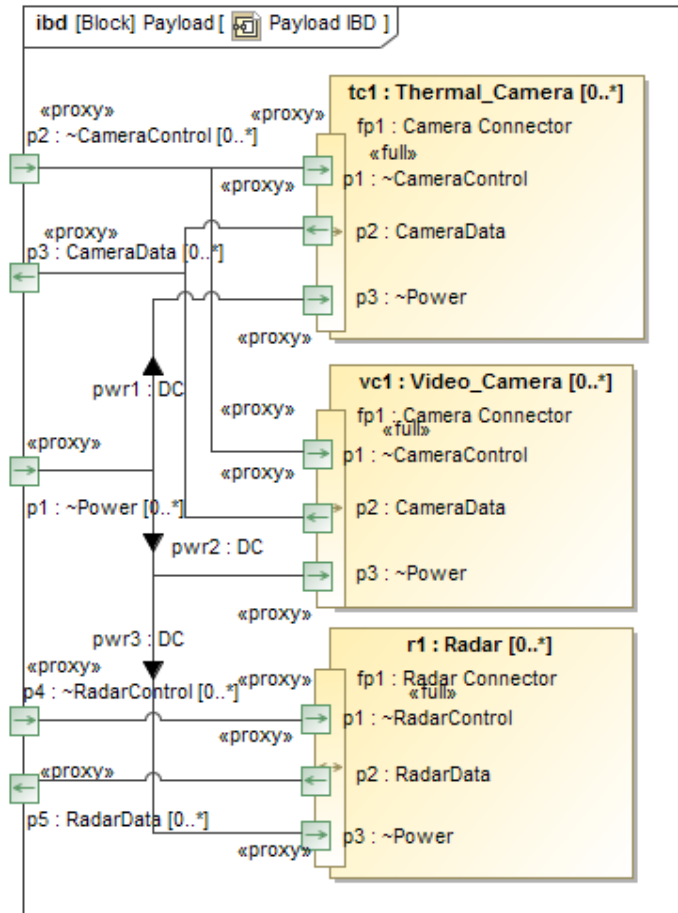 ibd [Block] Payload [ Payload IBD ]
tc1 : Thermal_Camera [0..*]
«proxy»
«proxy»
fp1 : Camera Connector
p2 : ~CameraControl [0..*]
«full»
«proxy»
p1 : ~CameraControl
«proxy»
p2 : CameraData
p3 : CameraData [0..*]
p3 : ~Power
«proxy»
vc1 : Video_Camera [0..*]
pwr1 : DC
«proxy»
fp1 : Camera Connector
«full»
«proxy»
p1 : ~CameraControl
«proxy»
p1 : ~Power [0..*]
p2 : CameraData
pwr2 : DC
p3 : ~Power
«proxy»
pwr3 : DC
r1 : Radar [0..*]
«proxy»
«proxy»
fp1 : Radar Connector
p4 : ~RadarControl [0..*]
«full»
p1 : ~RadarControl
«proxy»
«proxy»
p2 : RadarData
p5 : RadarData [0..*]
p3 : ~Power
«proxy»